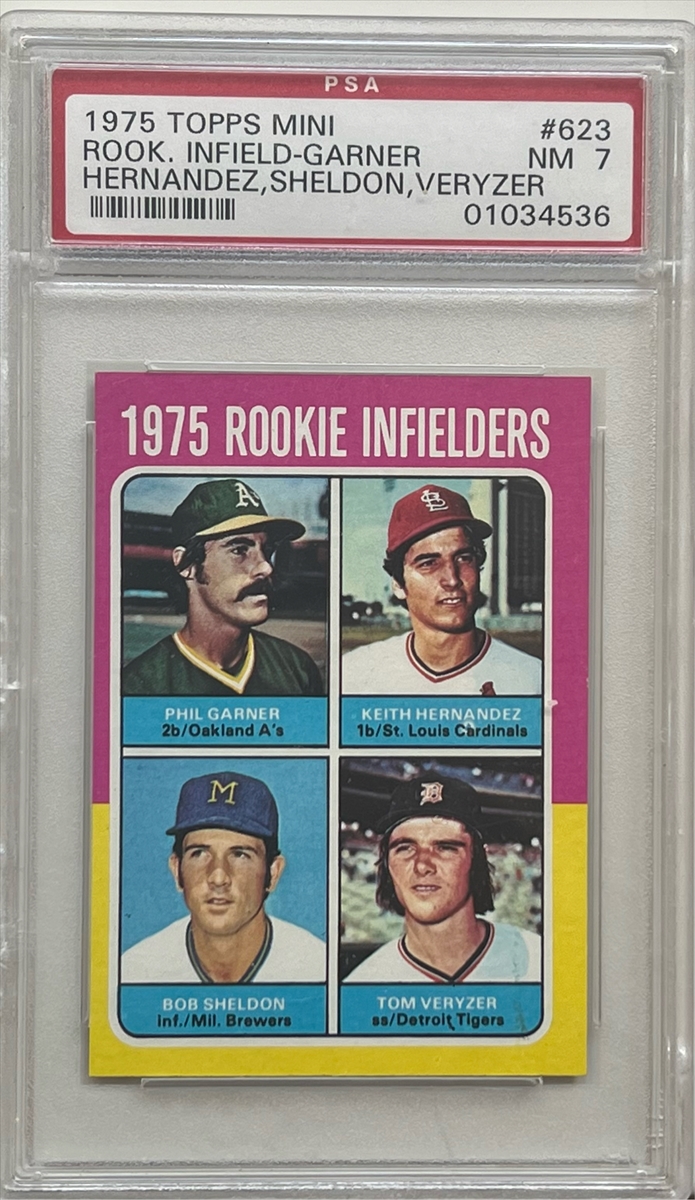 PSA
1975 TOPPS MINI #623
ROOK. INFIELD-GARNER NM 7
HERNANDEZ,SHELDON,VERYZER
01034536
1975 ROOKIE INFIELDERS
A's
StL
PHIL GARNER
2b/Oakland A's
KEITH HERNANDEZ
1b/St. Louis Cardinals
M
D
BOB SHELDON
inf./Mil. Brewers
TOM VERYZER
ss/Detroit Tigers